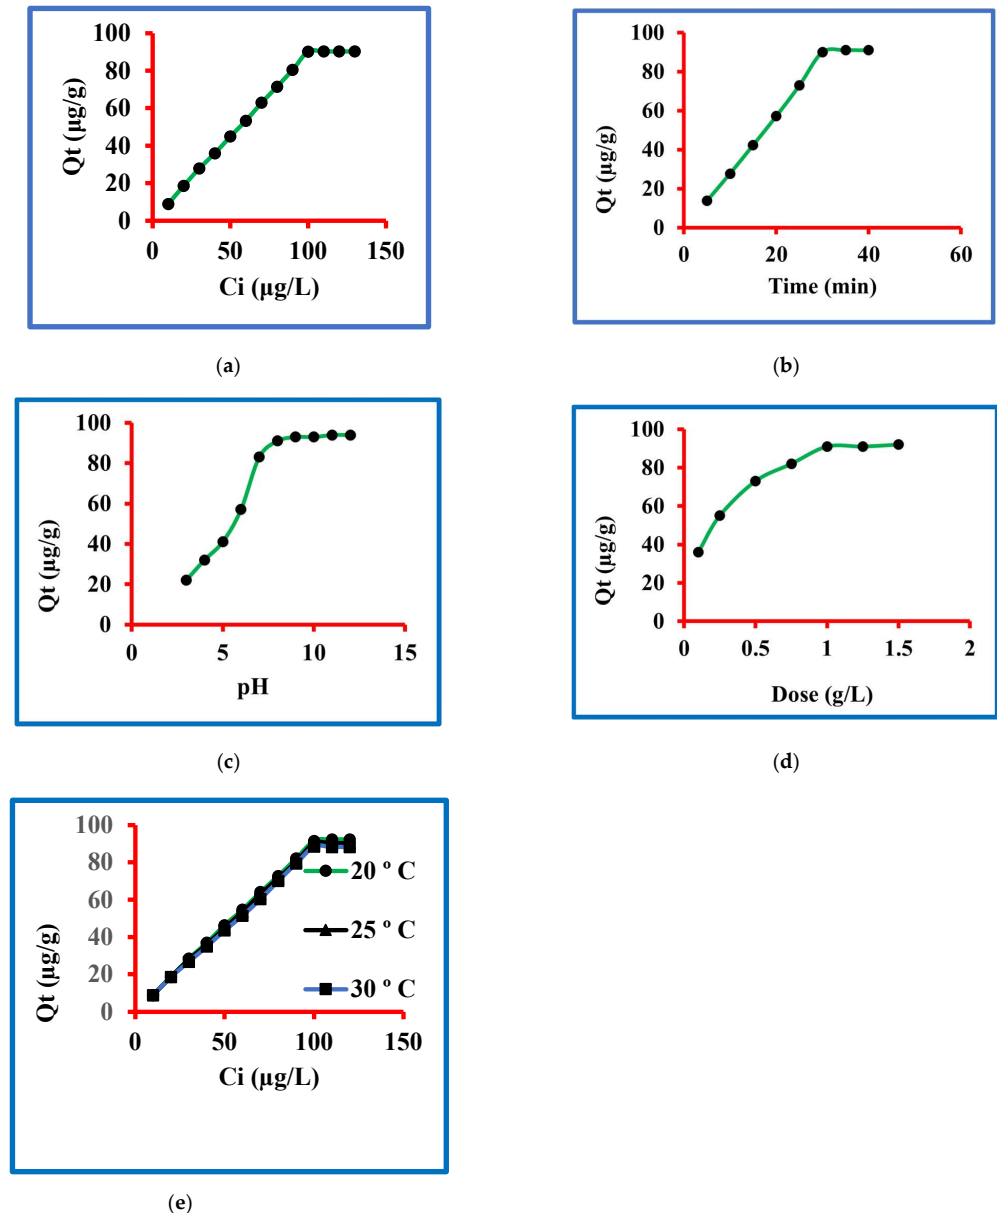 100
80
60
40
20
0
Qt (µg/g)
0 50 100 150
Ci (µg/L)
(a)
100
80
60
40
20
0
Qt (µg/g)
0 20 40 60
Time (min)
(b)
100
80
60
40
20
0
Qt (µg/g)
0 5 10 15
pH
(c)
100
80
60
40
20
0
Qt (µg/g)
0 0.5 1 1.5 2
Dose (g/L)
(d)
100
80
60
40
20
0
Qt (µg/g)
20 º C
25 º C
30 º C
0 50 100 150
Ci (µg/L)
(e)